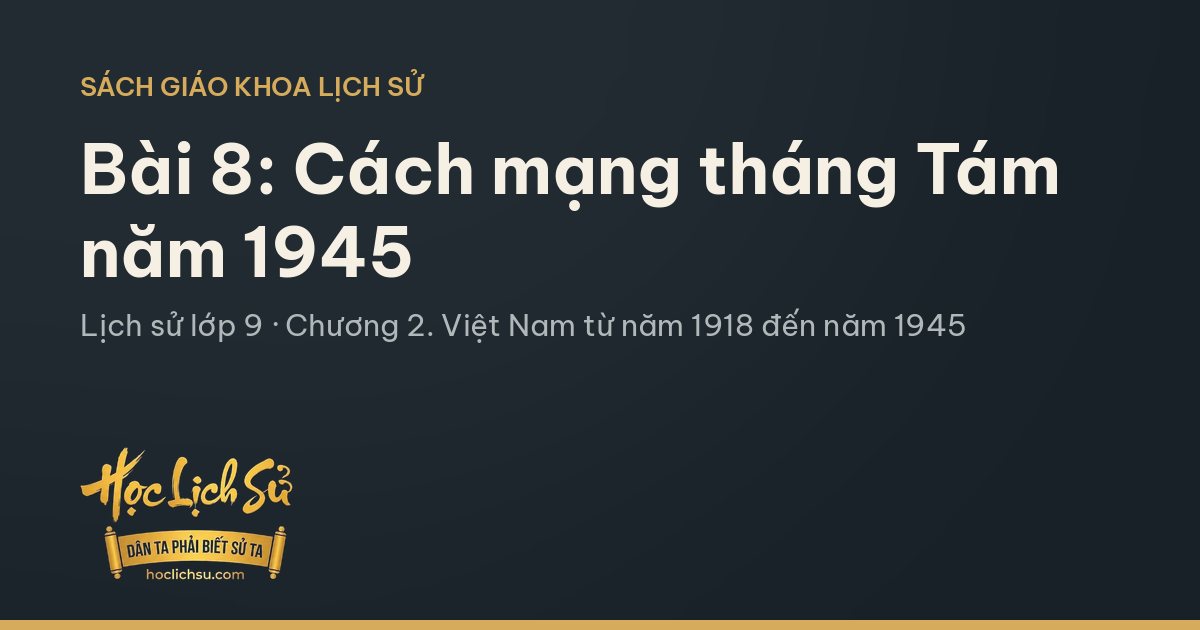 SÁCH GIÁO KHOA LỊCH SỬ
Bài 8: Cách mạng tháng Tám
năm 1945
Lịch sử lớp 9 · Chương 2. Việt Nam từ năm 1918 đến năm 1945
Học Lịch Sử
DÂN TA PHẢI BIẾT SỬ TA
hoclichsu.com